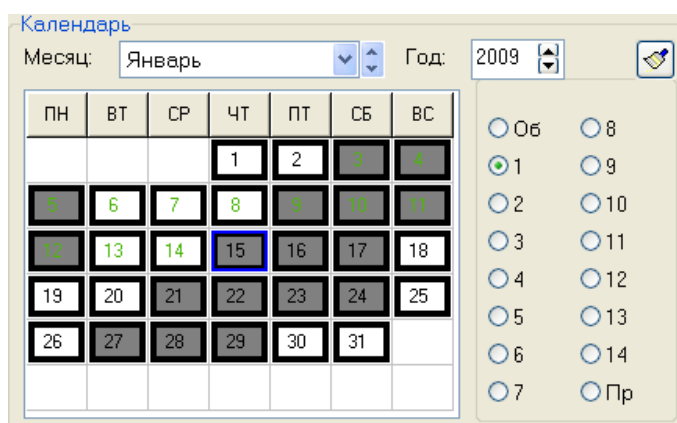 Календарь
Месяц: Январь Год: 2009
ПН ВТ СР ЧТ ПТ СБ ВС
1 2 3 4
5 6 7 8 9 10 11
12 13 14 15 16 17 18
19 20 21 22 23 24 25
26 27 28 29 30 31
Об 8
1 9
2 10
3 11
4 12
5 13
6 14
7 Пр